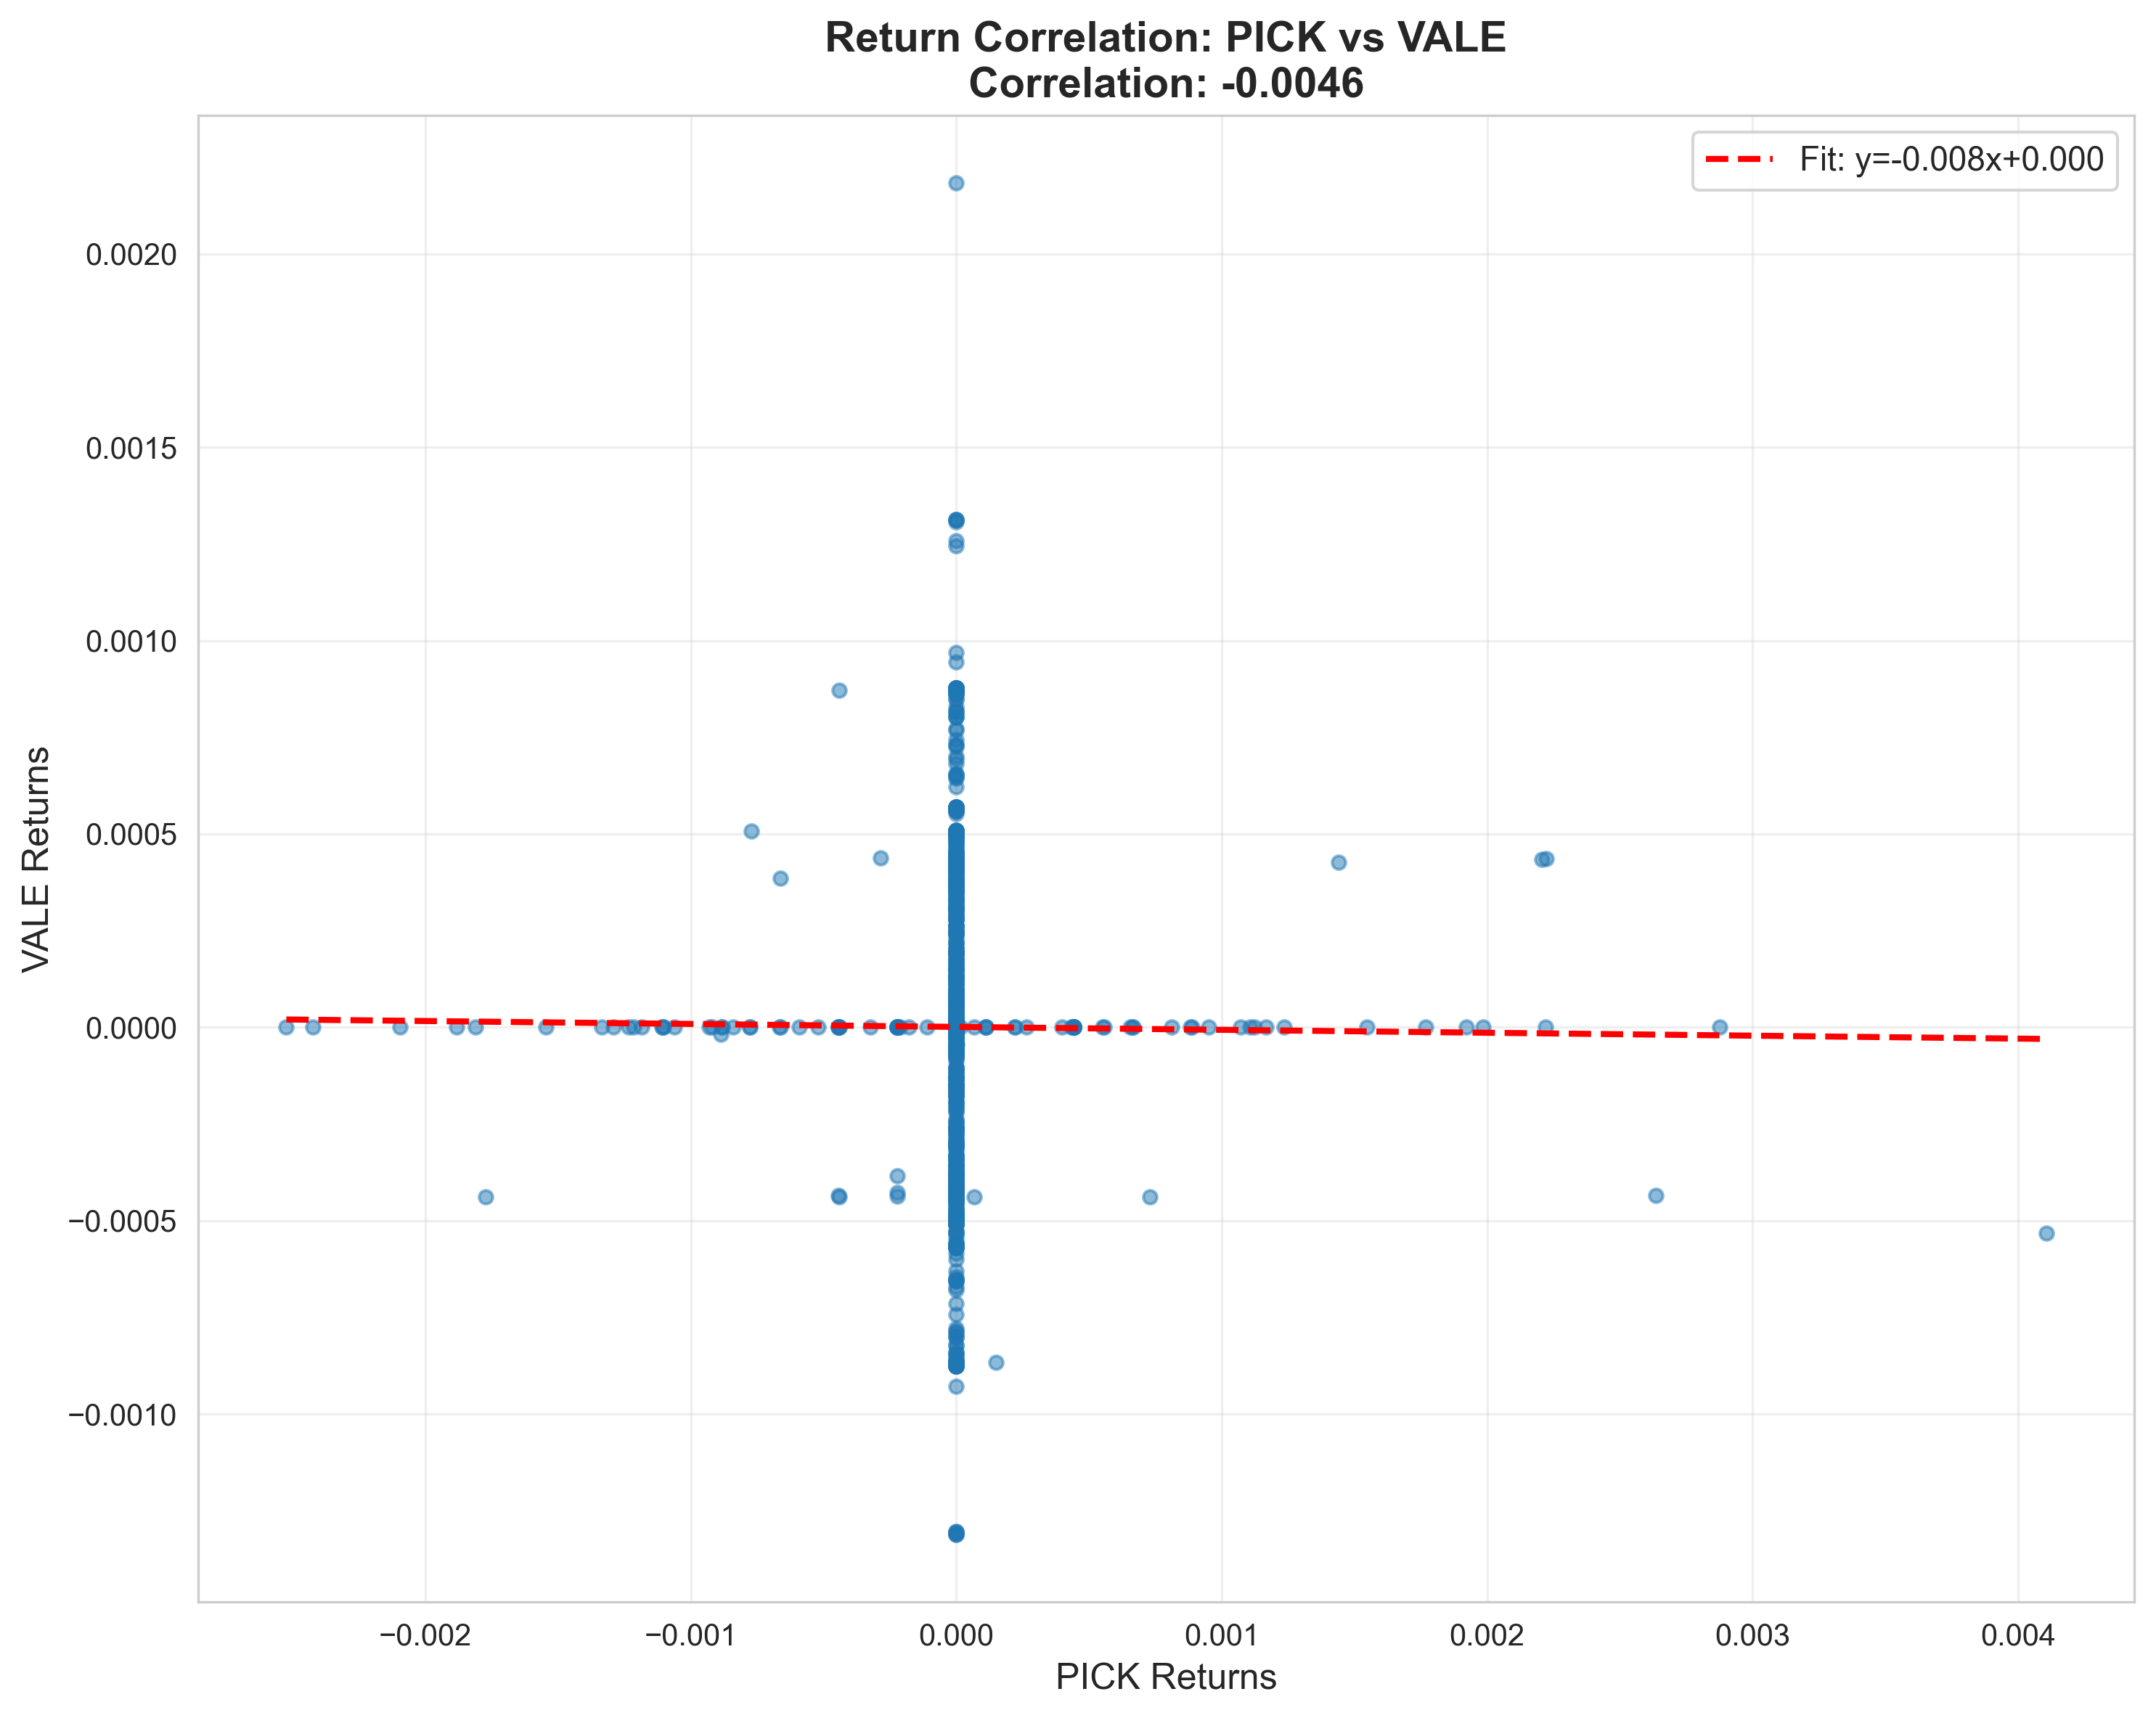 Return Correlation: PICK vs VALE
Correlation: -0.0046
Fit: y=-0.008x+0.000
0.0020
0.0015
0.0010
0.0005
0.0000
−0.0005
−0.0010
VALE Returns
−0.002
−0.001
0.000
0.001
0.002
0.003
0.004
PICK Returns